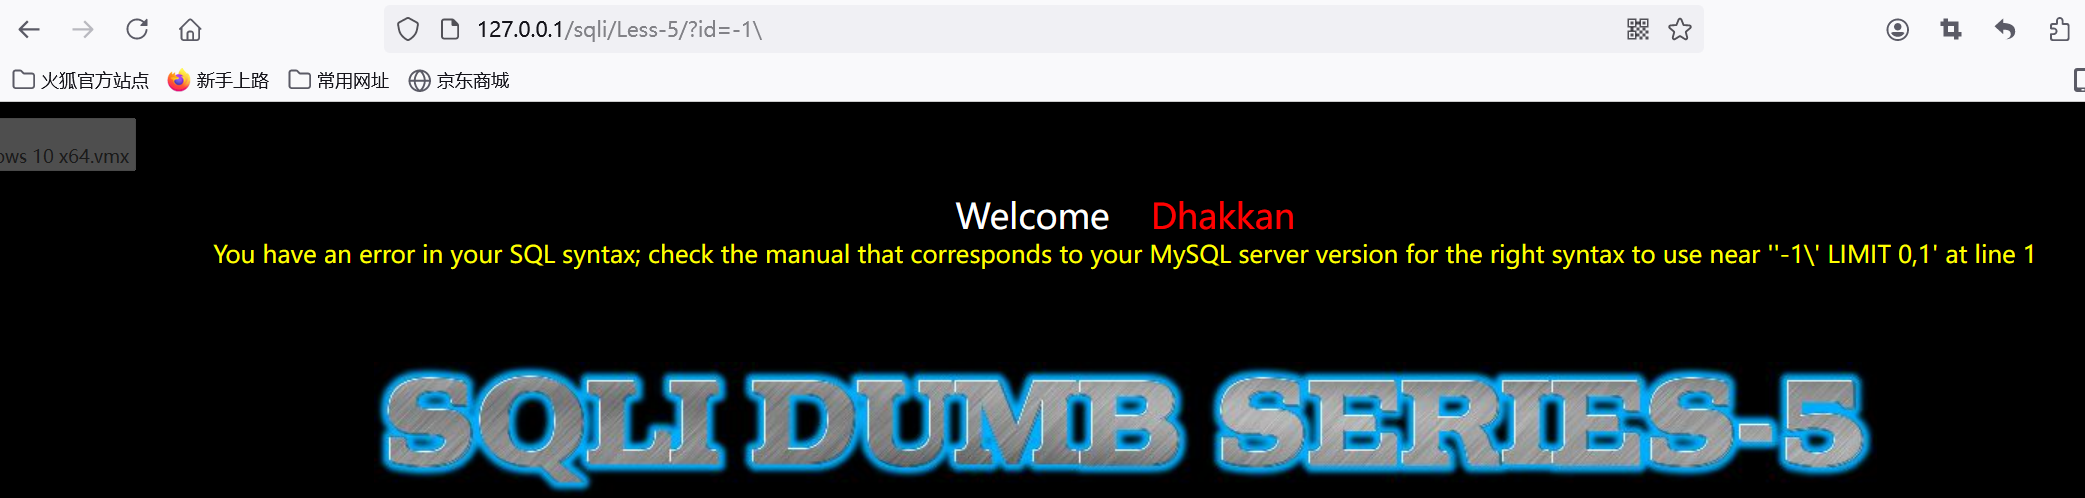 127.0.0.1/sqli/Less-5/?id=-1\
火狐官方站点 新手上路 常用网址 京东商城
ows 10 x64.vmx
Welcome Dhakkan
You have an error in your SQL syntax; check the manual that corresponds to your MySQL server version for the right syntax to use near ''-1\' LIMIT 0,1' at line 1
SQLI DUMB SERIES-5